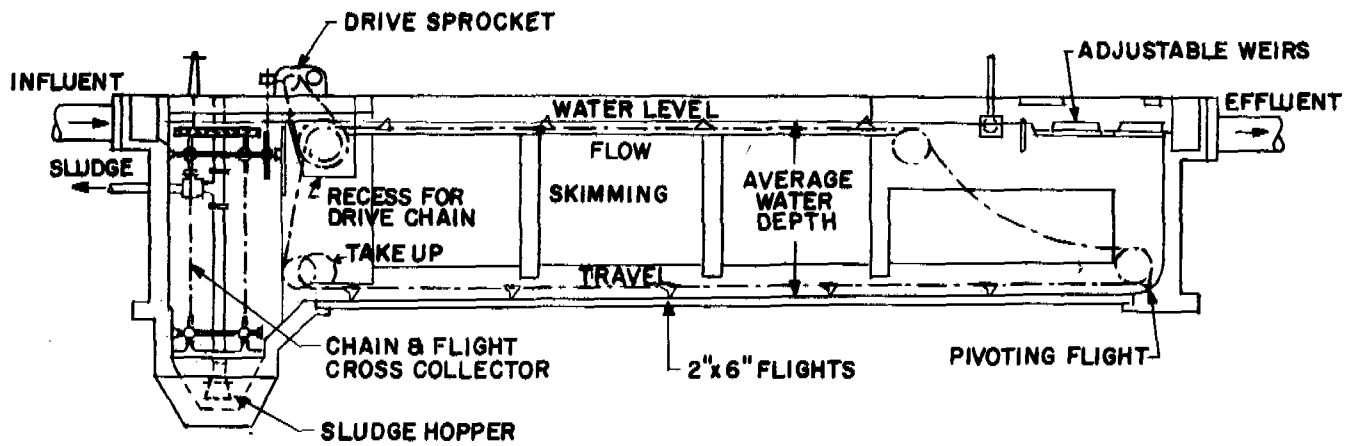 DRIVE SPROCKET
ADJUSTABLE WEIRS
INFLUENT
EFFLUENT
WATER LEVEL
FLOW
SLUDGE
RECESS FOR
DRIVE CHAIN
SKIMMING
AVERAGE
WATER
DEPTH
TAKE UP
TRAVEL
CHAIN & FLIGHT
CROSS COLLECTOR
2"x6" FLIGHTS
PIVOTING FLIGHT
SLUDGE HOPPER